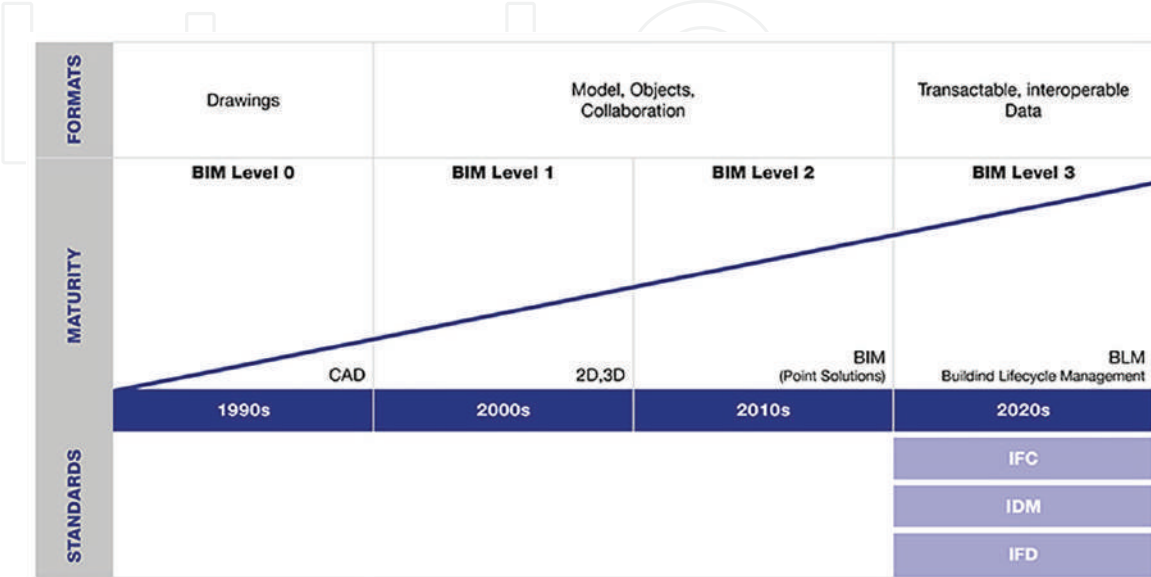 FORMATS
Drawings
Model, Objects,
Collaboration
Transactable, interoperable
Data
MATURITY
BIM Level 0
BIM Level 1
BIM Level 2
BIM Level 3
CAD
2D,3D
BIM
(Point Solutions)
BLM
Buildind Lifecycle Management
1990s
2000s
2010s
2020s
STANDARDS
IFC
IDM
IFD